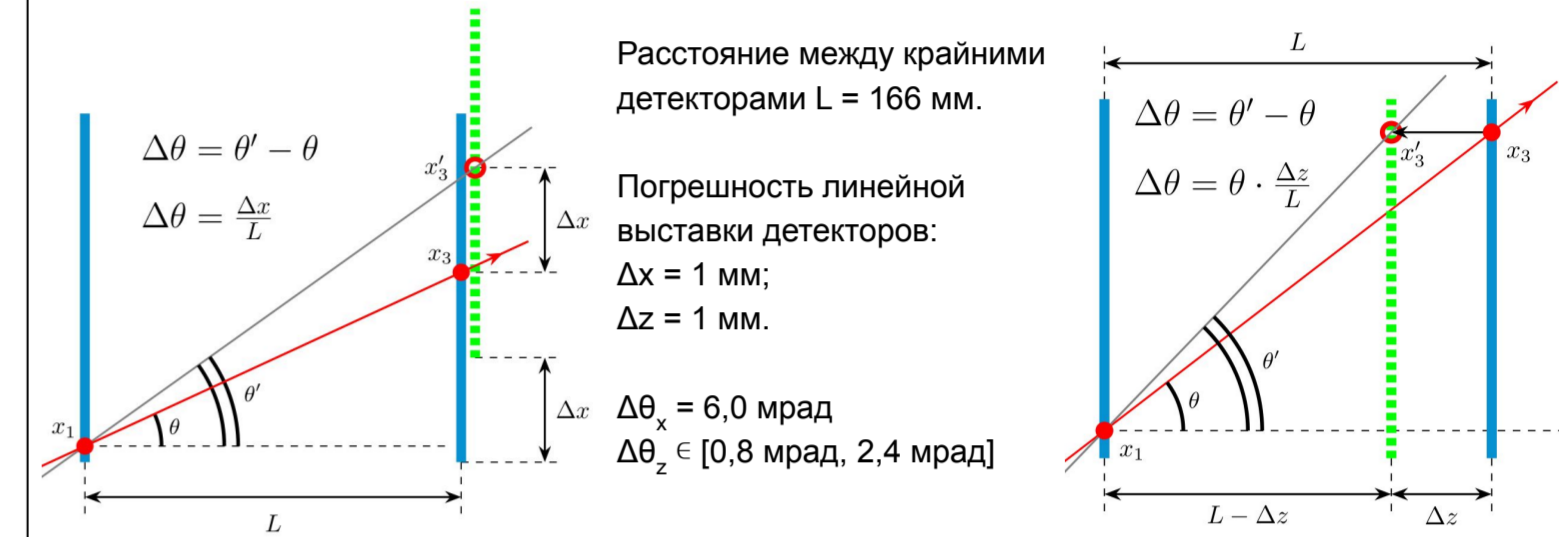 Δθ = θ′ − θ
Δθ = Δx/L
x′₃
x₃
Δx
Δx
θ′
θ
x₁
L
Расстояние между крайними
детекторами L = 166 мм.
Погрешность линейной
выставки детекторов:
Δx = 1 мм;
Δz = 1 мм.
Δθₓ = 6,0 мрад
Δθ_z ∈ [0,8 мрад, 2,4 мрад]
L
Δθ = θ′ − θ
Δθ = θ · Δz/L
x′₃
x₃
θ′
θ
x₁
L − Δz
Δz